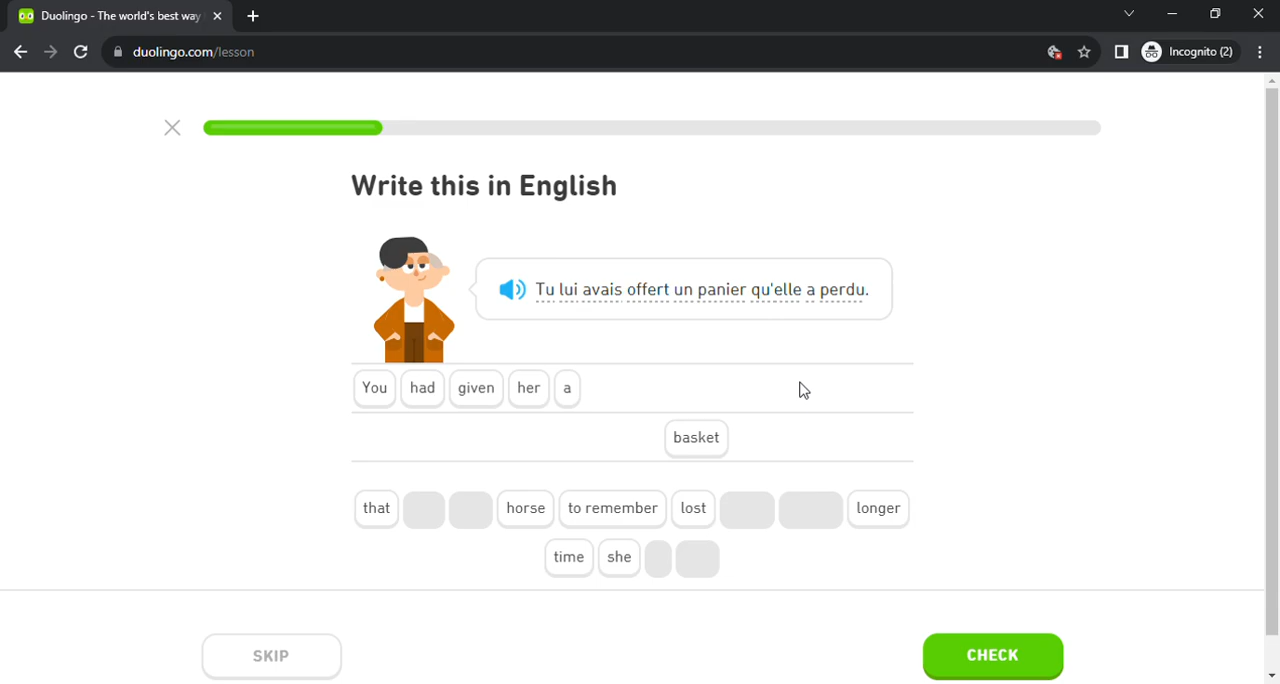 Duolingo - The world's best way
duolingo.com/lesson
Incognito (2)
Write this in English
Tu lui avais offert un panier qu'elle a perdu.
You had given her a
basket
that horse to remember lost longer
time she
SKIP CHECK